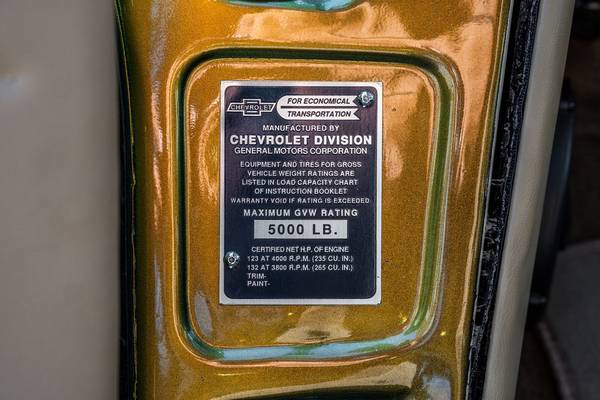 CHEVROLET
FOR ECONOMICAL
TRANSPORTATION
MANUFACTURED BY
CHEVROLET DIVISION
GENERAL MOTORS CORPORATION
EQUIPMENT AND TIRES FOR GROSS
VEHICLE WEIGHT RATINGS ARE
LISTED IN LOAD CAPACITY CHART
OF INSTRUCTION BOOKLET
WARRANTY VOID IF RATING IS EXCEEDED
MAXIMUM GVW RATING
5000 LB.
CERTIFIED NET H.P. OF ENGINE
123 AT 4000 R.P.M. (235 CU. IN.)
132 AT 3800 R.P.M. (265 CU. IN.)
TRIM-
PAINT-